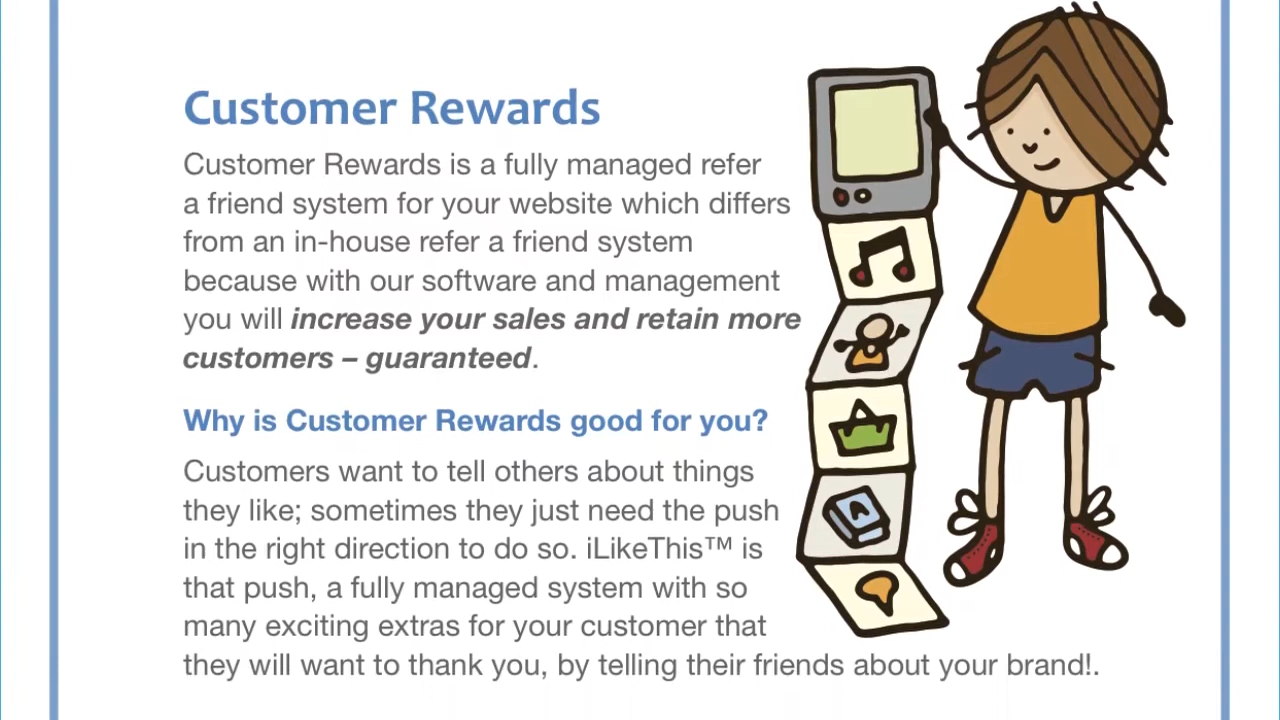 Customer Rewards
Customer Rewards is a fully managed refer
a friend system for your website which differs
from an in-house refer a friend system
because with our software and management
you will increase your sales and retain more
customers – guaranteed.
Why is Customer Rewards good for you?
Customers want to tell others about things
they like; sometimes they just need the push
in the right direction to do so. iLikeThis™ is
that push, a fully managed system with so
many exciting extras for your customer that
they will want to thank you, by telling their friends about your brand!.
A